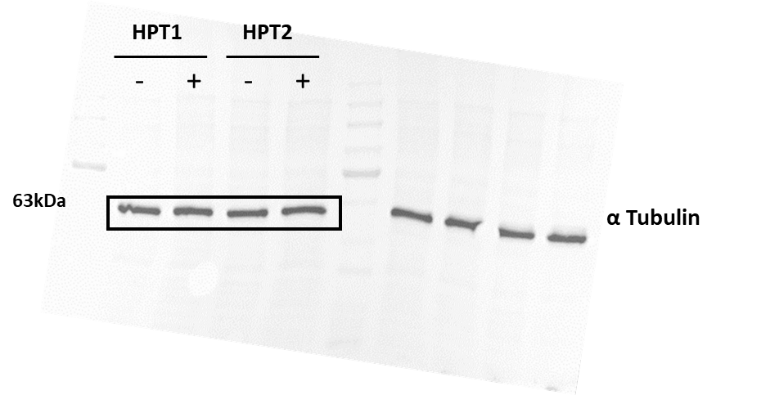 HPT1 HPT2
- + - +
63kDa
α Tubulin